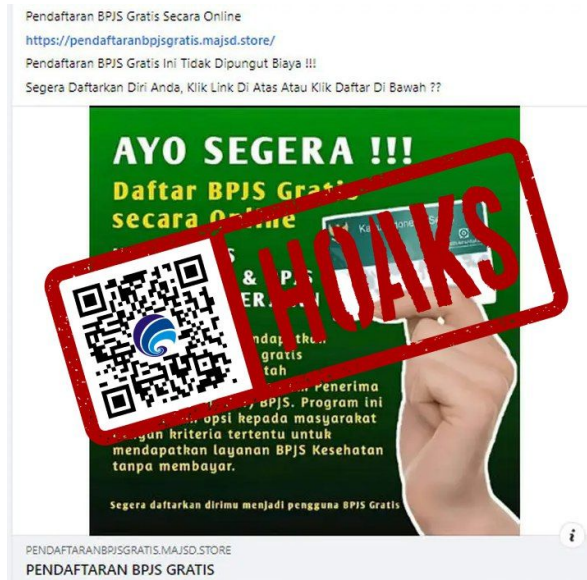 Pendaftaran BPJS Gratis Secara Online
https://pendaftaranbpjsgratis.majsd.store/
Pendaftaran BPJS Gratis Ini Tidak Dipungut Biaya !!!
Segera Daftarkan Diri Anda, Klik Link Di Atas Atau Klik Daftar Di Bawah ??
AYO SEGERA !!!
Daftar BPJS Gratis
secara Online
HOAKS
gratis
Penerima
BPJS. Program ini
opsi kepada masyarakat
dengan kriteria tertentu untuk
mendapatkan layanan BPJS Kesehatan
tanpa membayar.
Segera daftarkan dirimu menjadi pengguna BPJS Gratis
PENDAFTARANBPJSGRATIS.MAJSD.STORE
PENDAFTARAN BPJS GRATIS